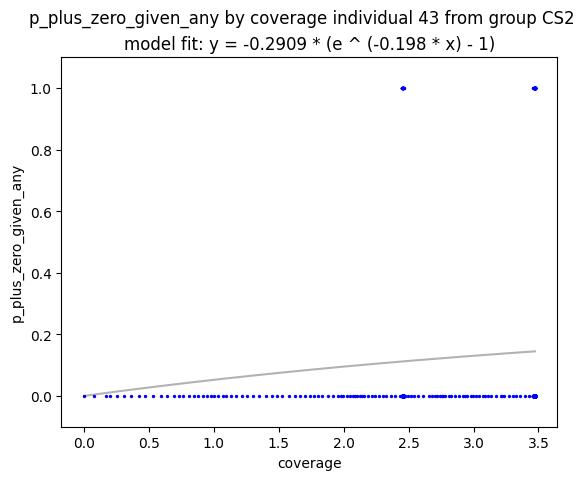 p_plus_zero_given_any by coverage individual 43 from group CS2
model fit: y = -0.2909 * (e ^ (-0.198 * x) - 1)
1.0
0.8
0.6
0.4
0.2
0.0
p_plus_zero_given_any
0.0 0.5 1.0 1.5 2.0 2.5 3.0 3.5
coverage